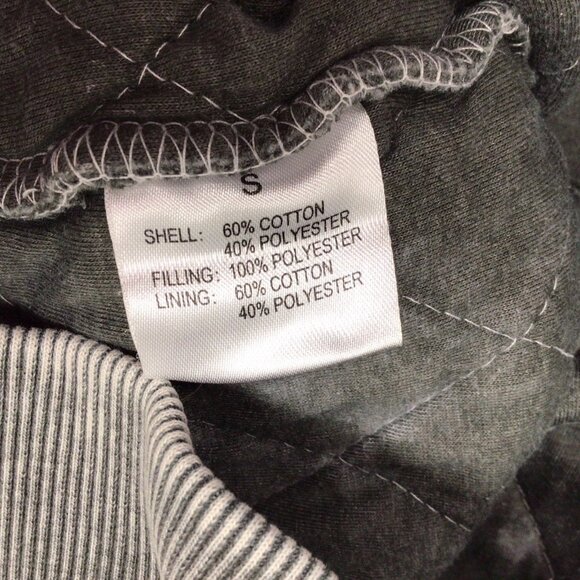 S
SHELL: 60% COTTON
40% POLYESTER
FILLING: 100% POLYESTER
LINING: 60% COTTON
40% POLYESTER